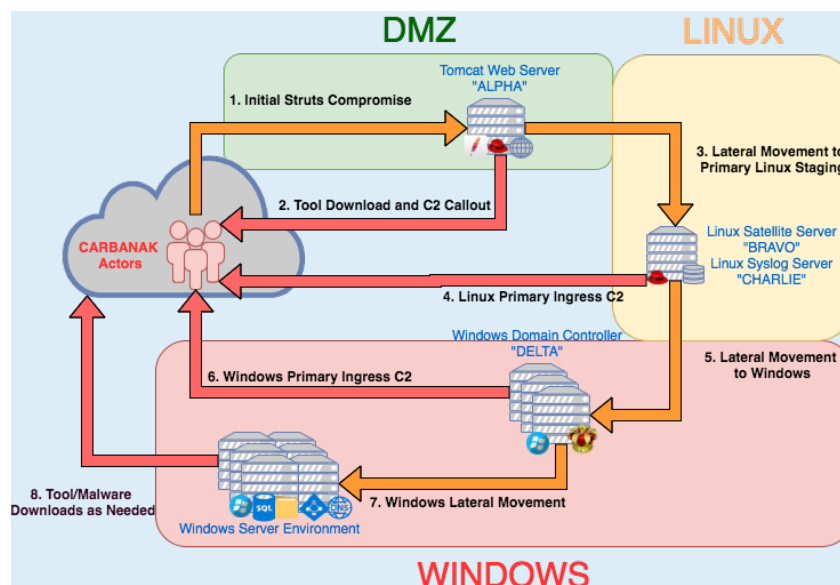 DMZ
LINUX
Tomcat Web Server
"ALPHA"
1. Initial Struts Compromise
3. Lateral Movement to
Primary Linux Staging
2. Tool Download and C2 Callout
CARBANAK
Actors
Linux Satellite Server
"BRAVO"
Linux Syslog Server
"CHARLIE"
4. Linux Primary Ingress C2
Windows Domain Controller
"DELTA"
5. Lateral Movement
to Windows
6. Windows Primary Ingress C2
8. Tool/Malware
Downloads as Needed
7. Windows Lateral Movement
SQL
DNS
Windows Server Environment
WINDOWS